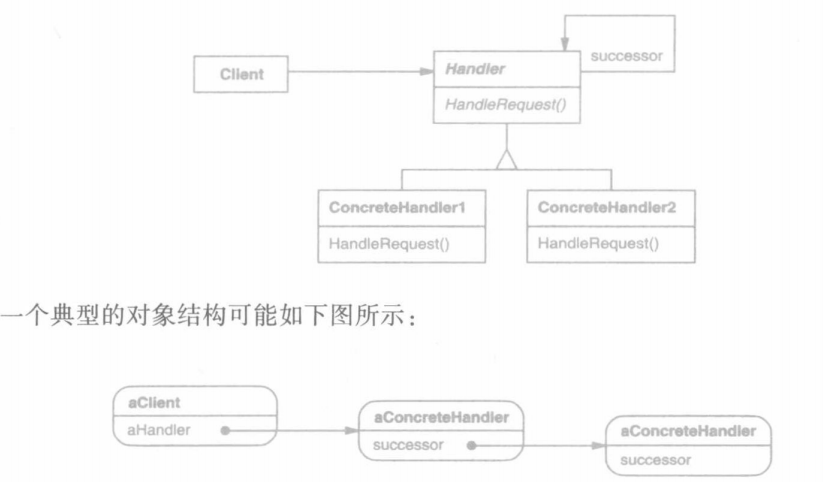 Client
Handler
successor
HandleRequest()
ConcreteHandler1
HandleRequest()
ConcreteHandler2
HandleRequest()
一个典型的对象结构可能如下图所示：
aClient
aHandler
aConcreteHandler
successor
aConcreteHandler
successor